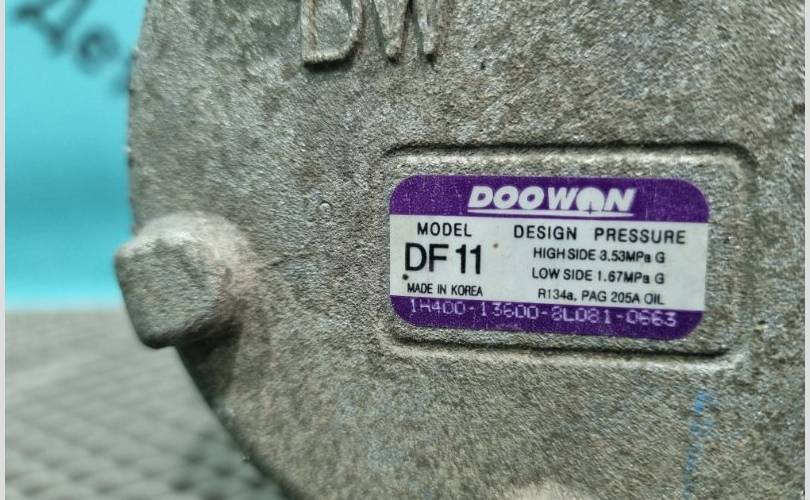 DW
DOOWON
MODEL
DF11
MADE IN KOREA
DESIGN PRESSURE
HIGH SIDE 3.53MPa G
LOW SIDE 1.67MPa G
R134a, PAG 205A OIL
1H400-13600-8L081-0663